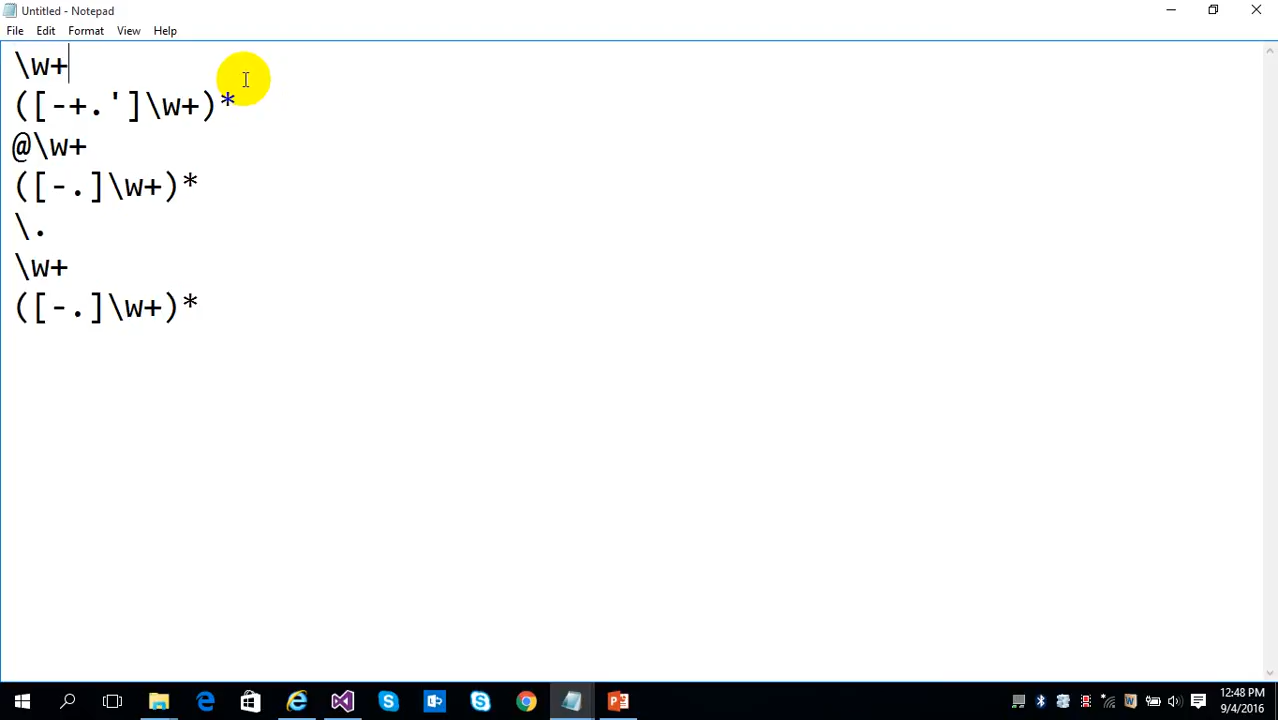 Untitled - Notepad
File Edit Format View Help
\w+
([-+.']\w+)*
@\w+
([-.]\w+)*
\.
\w+
([-.]\w+)*
12:48 PM
9/4/2016